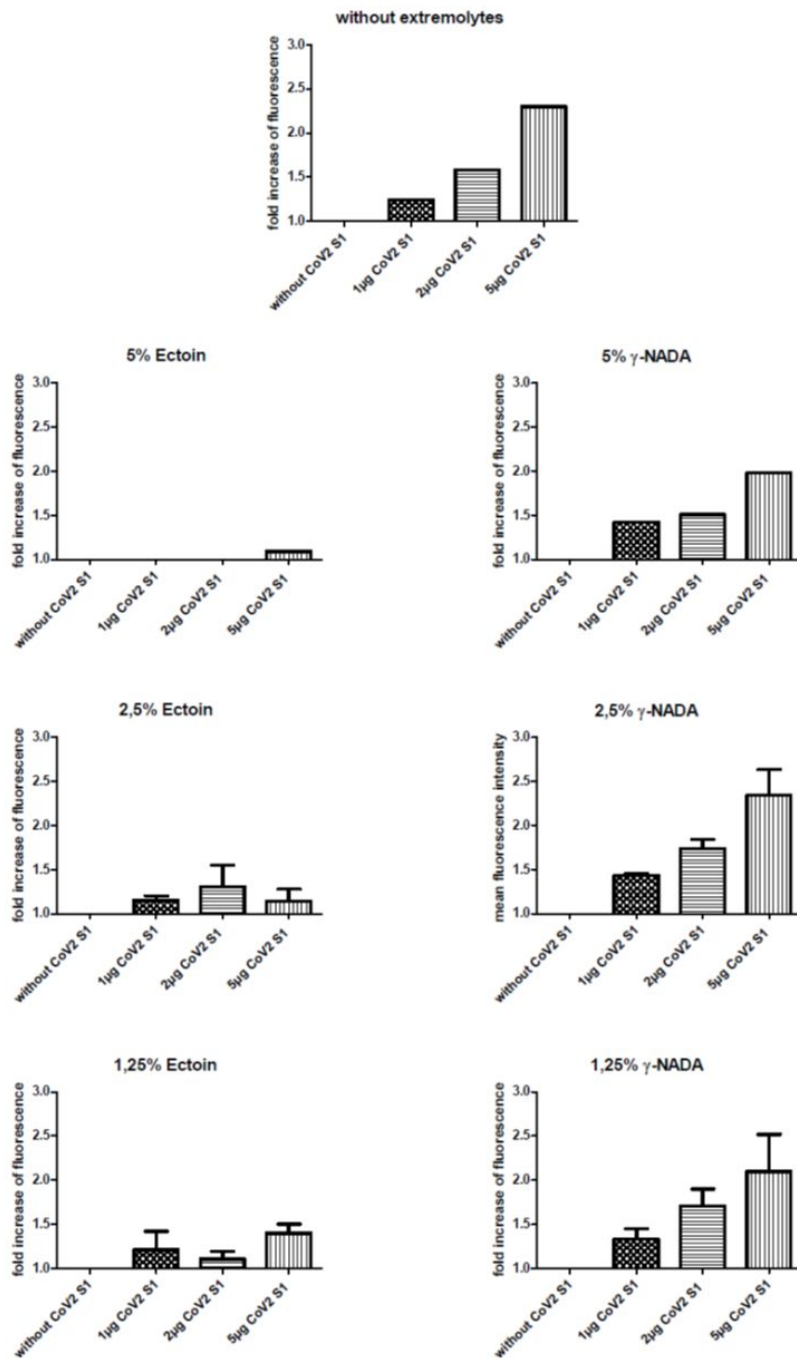 without extremolytes
fold increase of fluorescence
3.0
2.5
2.0
1.5
1.0
without CoV2 S1
1µg CoV2 S1
2µg CoV2 S1
5µg CoV2 S1
5% Ectoin
fold increase of fluorescence
3.0
2.5
2.0
1.5
1.0
without CoV2 S1
1µg CoV2 S1
2µg CoV2 S1
5µg CoV2 S1
5% γ-NADA
fold increase of fluorescence
3.0
2.5
2.0
1.5
1.0
without CoV2 S1
1µg CoV2 S1
2µg CoV2 S1
5µg CoV2 S1
2,5% Ectoin
fold increase of fluorescence
3.0
2.5
2.0
1.5
1.0
without CoV2 S1
1µg CoV2 S1
2µg CoV2 S1
5µg CoV2 S1
2,5% γ-NADA
mean fluorescence intensity
3.0
2.5
2.0
1.5
1.0
without CoV2 S1
1µg CoV2 S1
2µg CoV2 S1
5µg CoV2 S1
1,25% Ectoin
fold increase of fluorescence
3.0
2.5
2.0
1.5
1.0
without CoV2 S1
1µg CoV2 S1
2µg CoV2 S1
5µg CoV2 S1
1,25% γ-NADA
fold increase of fluorescence
3.0
2.5
2.0
1.5
1.0
without CoV2 S1
1µg CoV2 S1
2µg CoV2 S1
5µg CoV2 S1